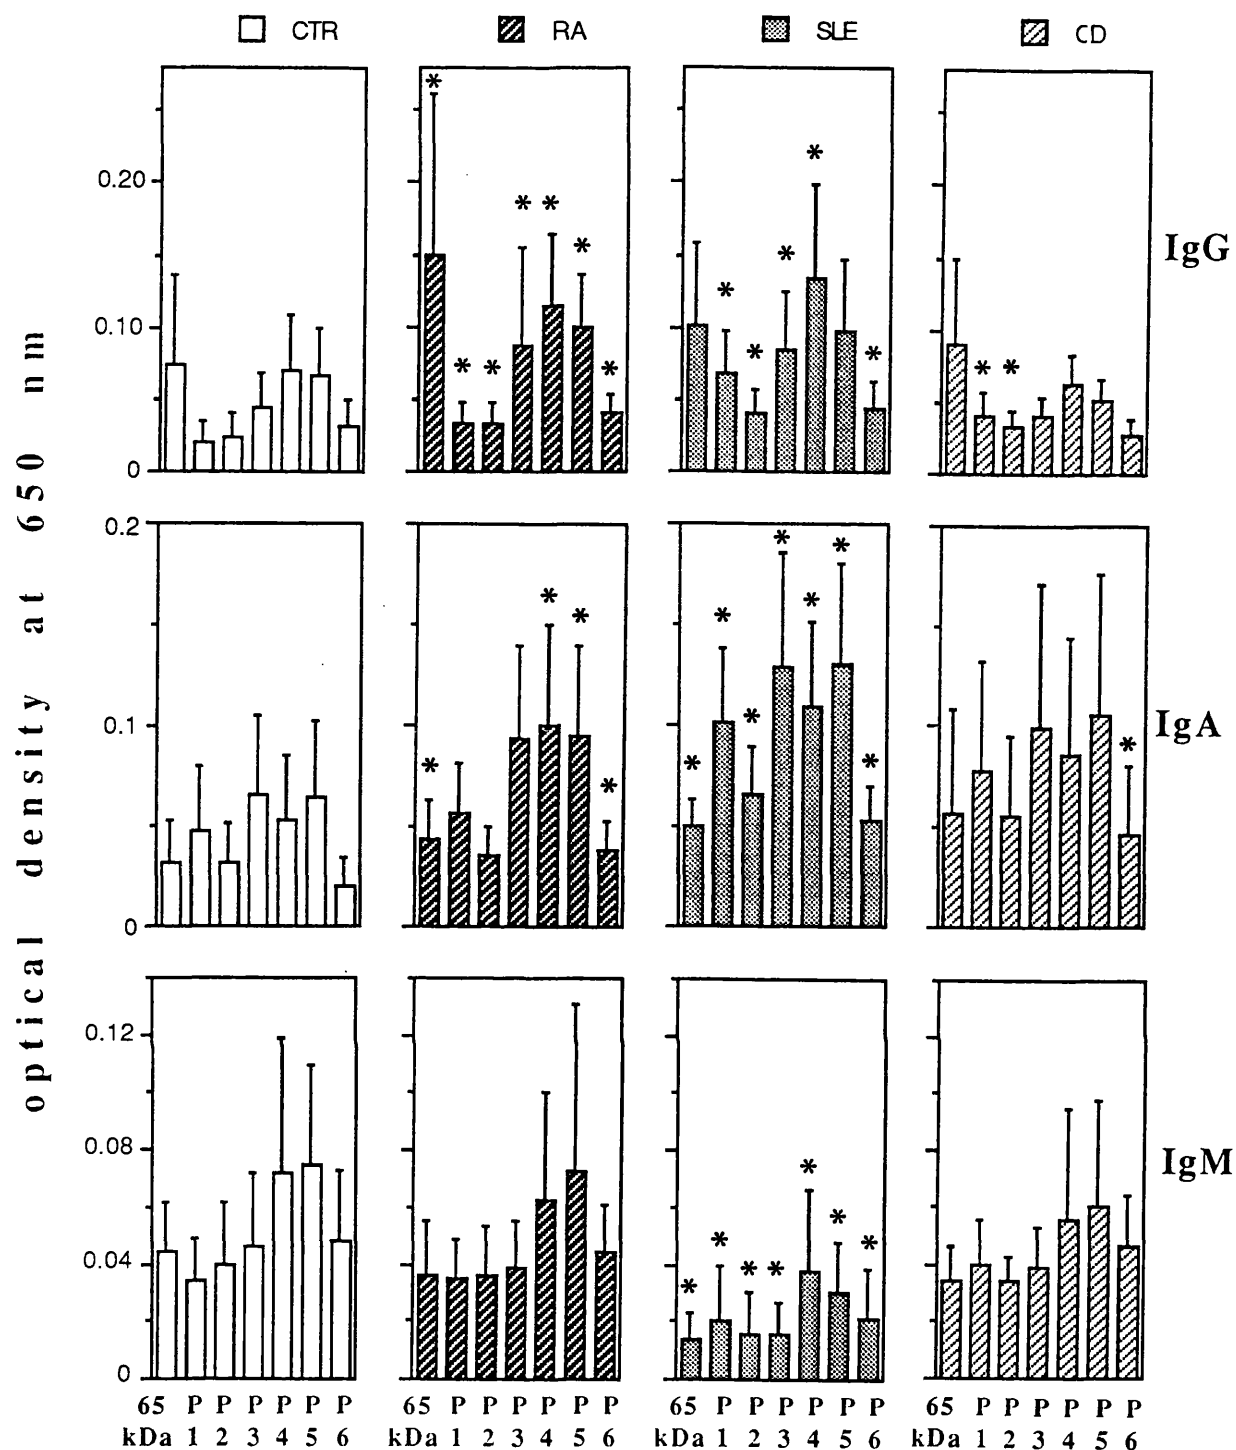 CTR RA SLE CD
* * * * * * *
* * * * *
* *
0.20
0.10
0
IgG
optical density at 650 nm
0.2
0.1
0
* * * *
* * * * * * *
*
IgA
0.12
0.08
0.04
0
* * * * * * *
IgM
65 P P P P P P 65 P P P P P P 65 P P P P P P 65 P P P P P P
kDa 1 2 3 4 5 6 kDa 1 2 3 4 5 6 kDa 1 2 3 4 5 6 kDa 1 2 3 4 5 6